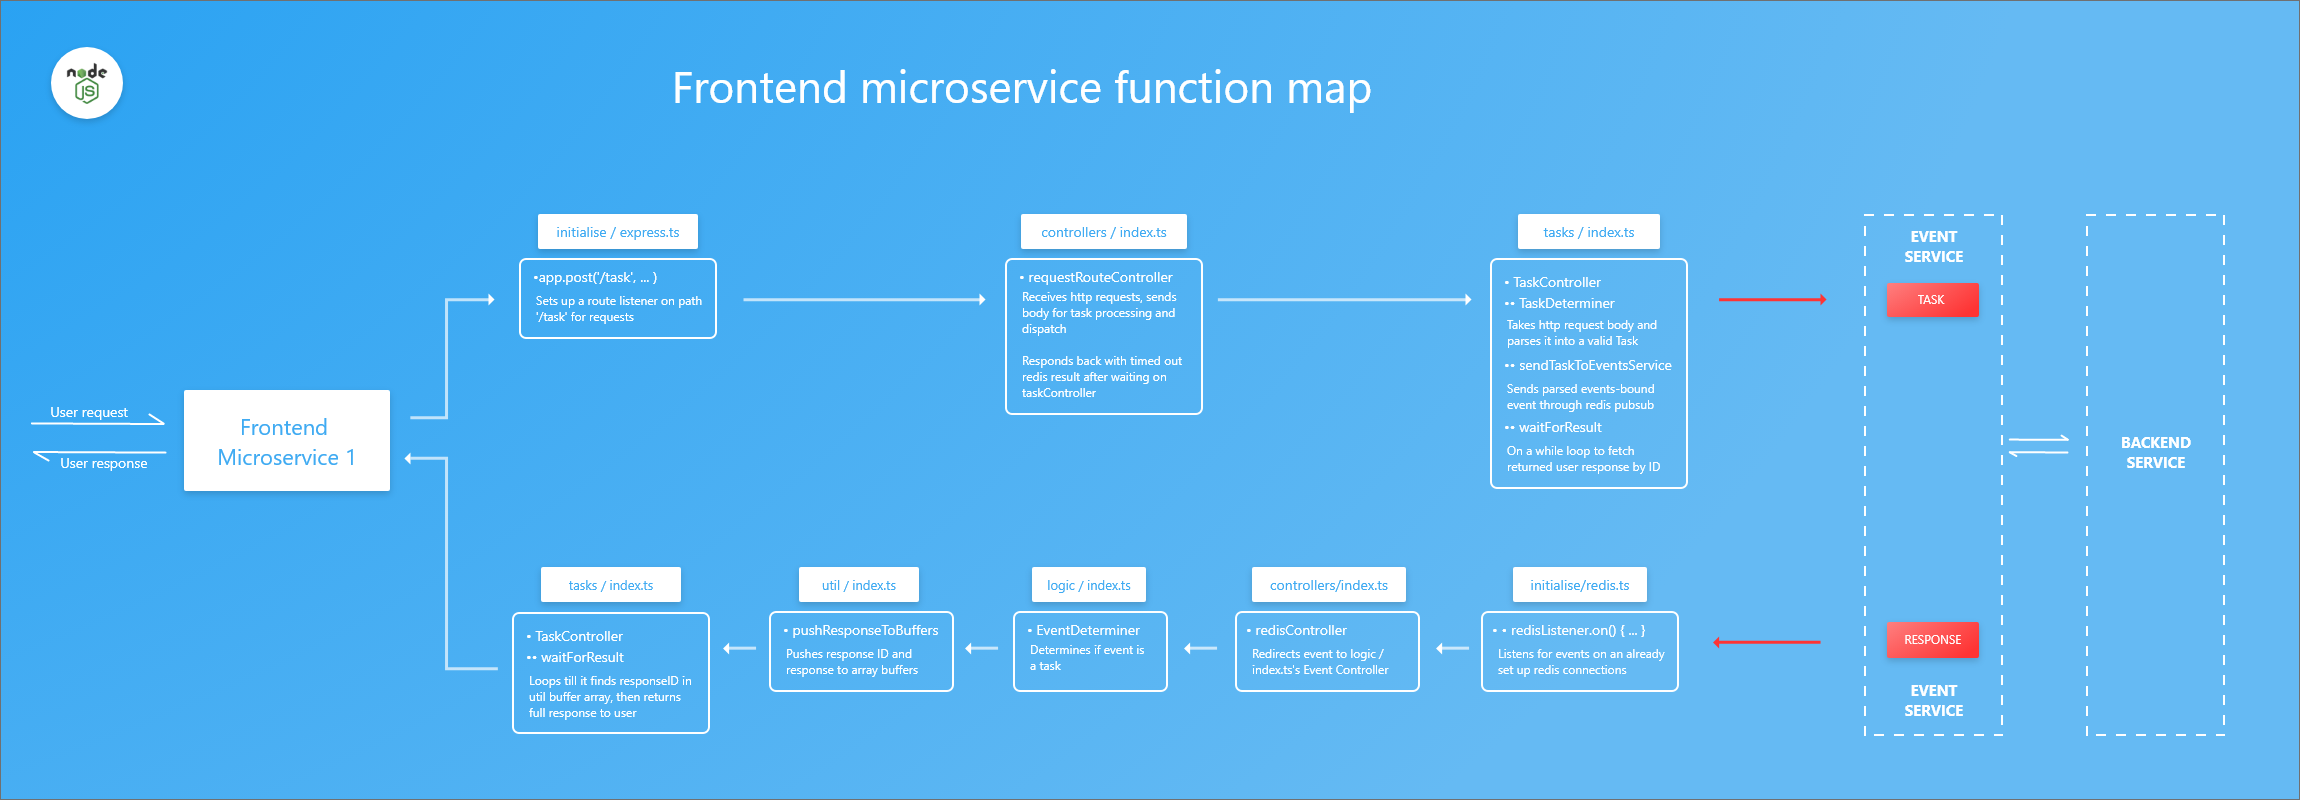 node
JS
Frontend microservice function map
User request
User response
Frontend
Microservice 1
initialise / express.ts
•app.post('/task', ... )
Sets up a route listener on path
'/task' for requests
controllers / index.ts
• requestRouteController
Receives http requests, sends
body for task processing and
dispatch
Responds back with timed out
redis result after waiting on
taskController
tasks / index.ts
• TaskController
•• TaskDeterminer
Takes http request body and
parses it into a valid Task
•• sendTaskToEventsService
Sends parsed events-bound
event through redis pubsub
•• waitForResult
On a while loop to fetch
returned user response by ID
EVENT
SERVICE
TASK
BACKEND
SERVICE
tasks / index.ts
• TaskController
•• waitForResult
Loops till it finds responseID in
util buffer array, then returns
full response to user
util / index.ts
• pushResponseToBuffers
Pushes response ID and
response to array buffers
logic / index.ts
• EventDeterminer
Determines if event is
a task
controllers/index.ts
• redisController
Redirects event to logic /
index.ts's Event Controller
initialise/redis.ts
• • redisListener.on() { ... }
Listens for events on an already
set up redis connections
RESPONSE
EVENT
SERVICE